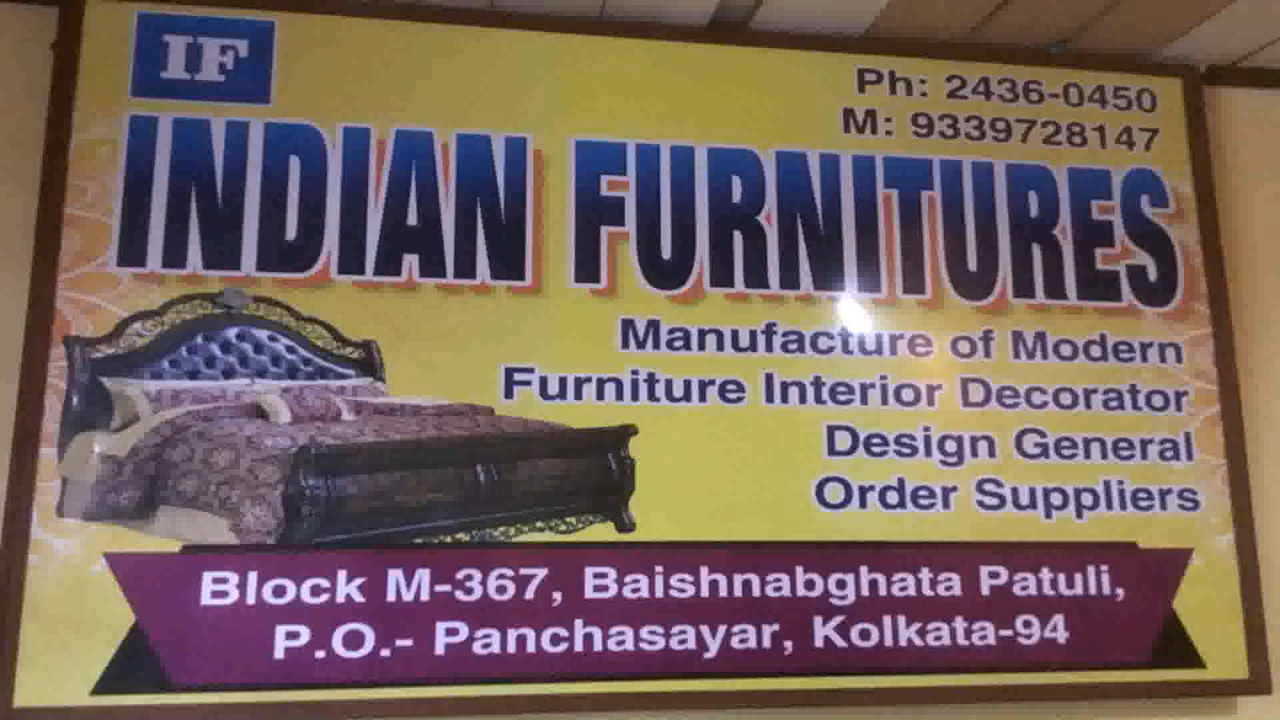 IF
Ph: 2436-0450
M: 9339728147
INDIAN FURNITURES
Manufacture of Modern
Furniture Interior Decorator
Design General
Order Suppliers
Block M-367, Baishnabghata Patuli,
P.O.- Panchasayar, Kolkata-94